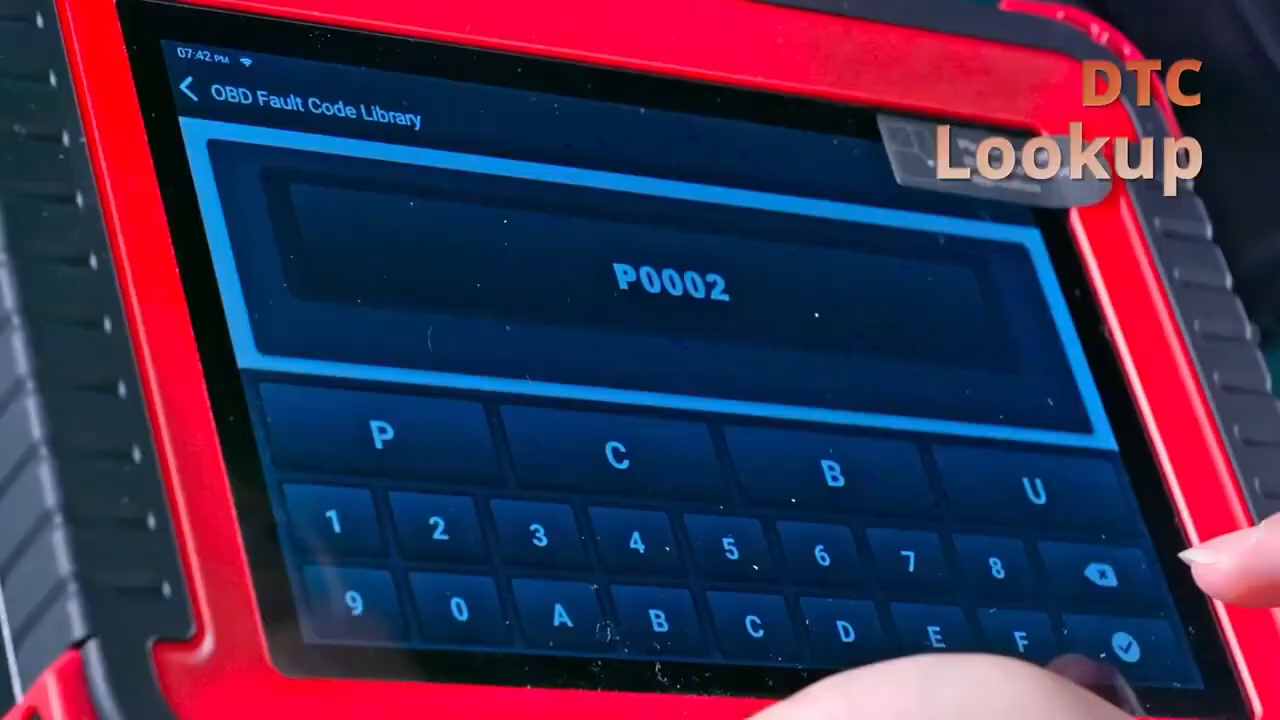 07:42 PM
OBD Fault Code Library
DTC
Lookup
P0002
P C B U
1 2 3 4 5 6 7 8
9 0 A B C D E F